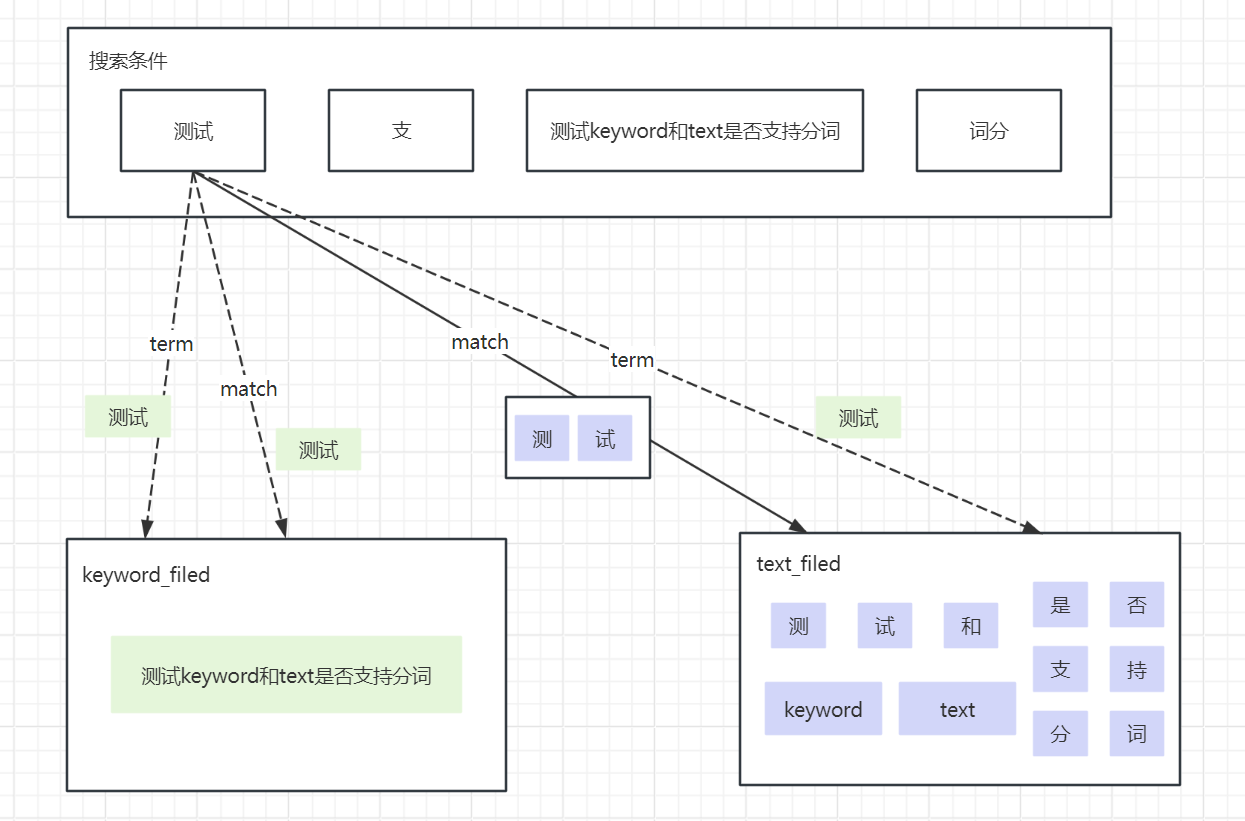 搜索条件
测试
支
测试keyword和text是否支持分词
词分
term
match
match
term
测试
测试
测
试
测试
keyword_filed
测试keyword和text是否支持分词
text_filed
测
试
和
是
否
支
持
keyword
text
分
词